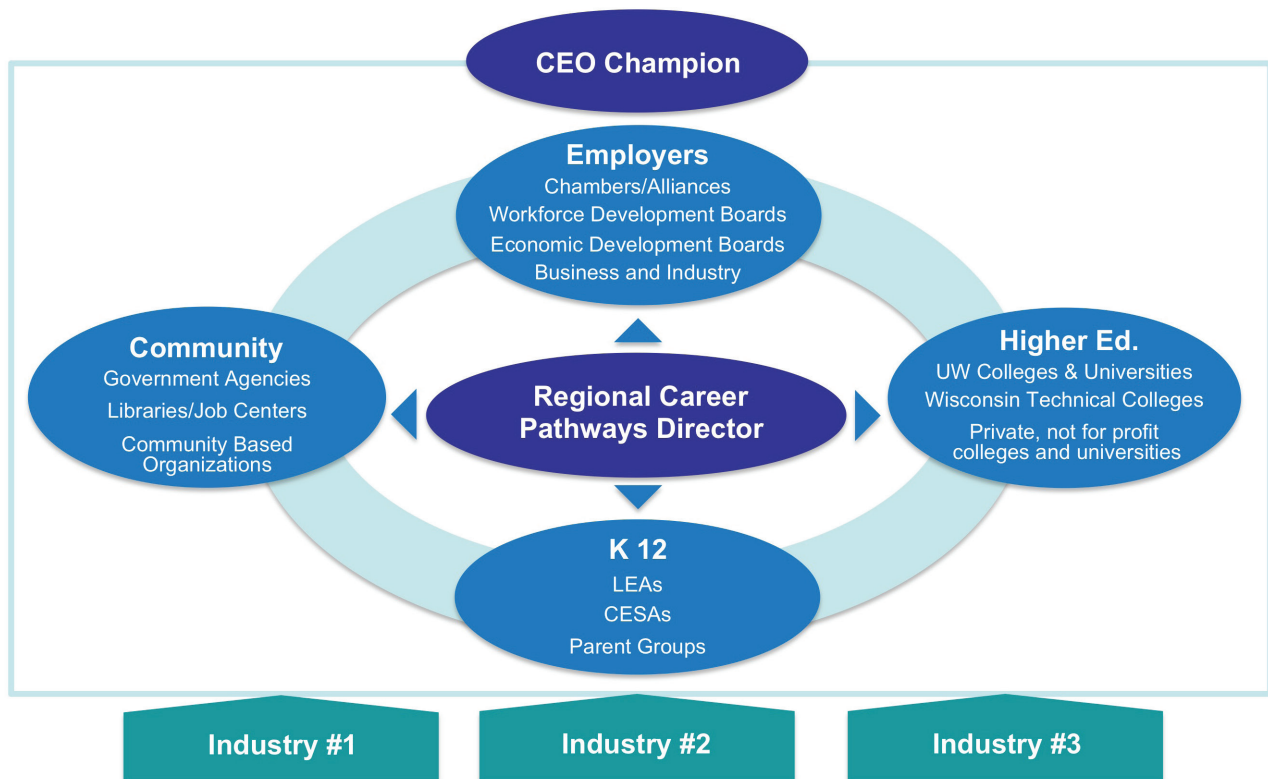 CEO Champion
Employers
Chambers/Alliances
Workforce Development Boards
Economic Development Boards
Business and Industry
Community
Government Agencies
Libraries/Job Centers
Community Based
Organizations
Regional Career
Pathways Director
Higher Ed.
UW Colleges & Universities
Wisconsin Technical Colleges
Private, not for profit
colleges and universities
K 12
LEAs
CESAs
Parent Groups
Industry #1
Industry #2
Industry #3